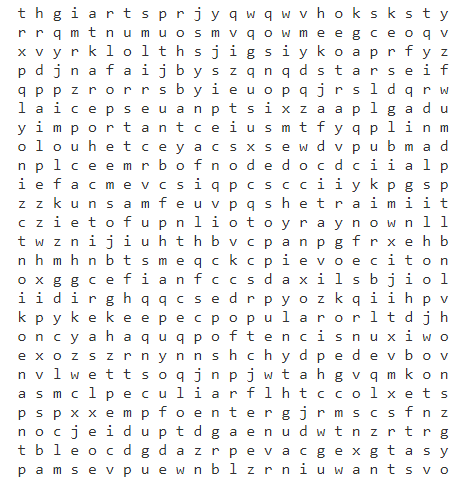 t h g i a r t s p r j y q w q w v h o k s k s t y
r r q m t n u m u o s m v q o w m e e g c e o q v
x v y r k l o l t h s j i g s i y k o a p r f y z
p d j n a f a i j b y s z q n q d s t a r s e i f
q p p z r o r r s b y i e u o p q j r s l d q r w
l a i c e p s e u a n p t s i x z a a p l g a d u
y i m p o r t a n t c e i u s m t f y q p l i n m
o l o u h e t c e y a c s x s e w d v p u b m a d
n p l c e e m r b o f n o d e d o c d c i i a l p
i e f a c m e v c s i q p c s c c i i y k p g s p
z z k u n s a m f e u v p q s h e t r a i m i i t
c z i e t o f u p n l i o t o y r a y n o w n l l
t w z n i j i u h t h b v c p a n p g f r x e h b
n h m h n b t s m e q c k c p i e v o e c i t o n
o x g g c e f i a n f c c s d a x i l s b j i o l
i i d i r g h q q c s e d r p y o z k q i i h p v
k p y k e k e e p e c p o p u l a r o r l t d j h
o n c y a h a q u q p o f t e n c i s n u x i w o
e x o z s z r n y n n s h c h y d p e d e v b o v
n v l w e t t s o q j n p j w t a h g v q m k o n
a s m c l p e c u l i a r f l h t c c o l x e t s
p s p x x e m p f o e n t e r g j r m s c s f n z
n o c j e i d u p t d g a e n u d w t n z r t r g
t b l e o c d g d a z r p e v a c g e x g t a s y
p a m s e v p u e w n b l z r n i u w a n t s v o